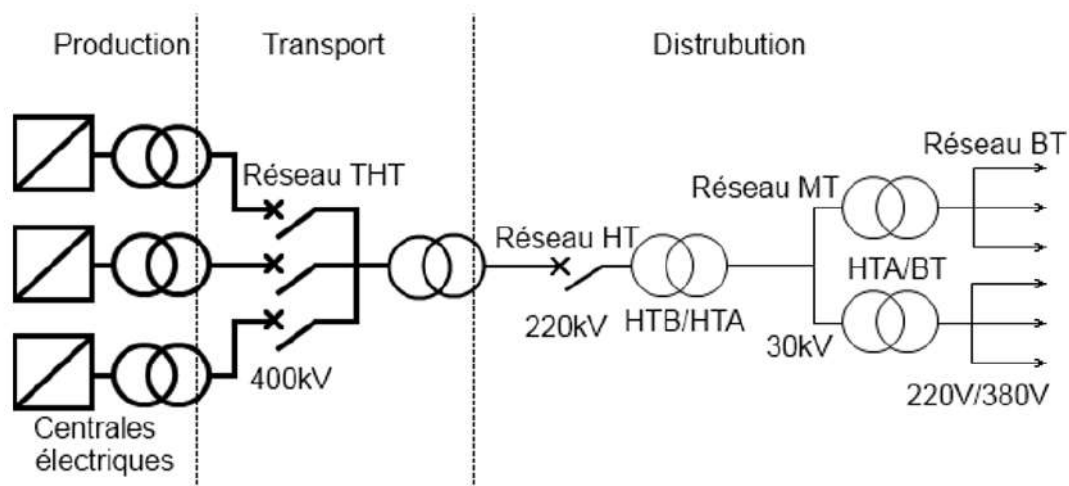 Production
Transport
Distrubution
Réseau THT
Réseau HT
Réseau MT
Réseau BT
HTB/HTA
HTA/BT
400kV
220kV
30kV
220V/380V
Centrales
électriques